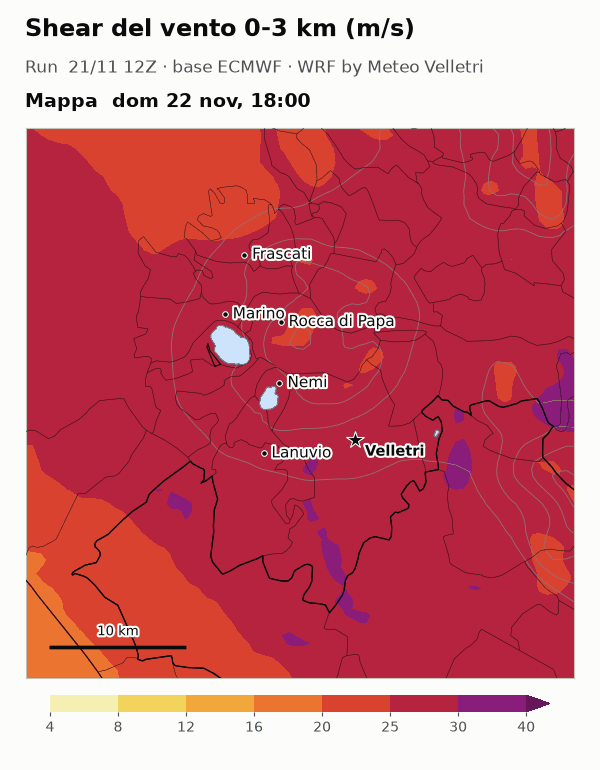 Shear del vento 0-3 km (m/s)
Run  21/11 12Z · base ECMWF · WRF by Meteo Velletri
Mappa  dom 22 nov, 18:00
Frascati
Marino
Rocca di Papa
Nemi
Velletri
Lanuvio
10 km
4 8 12 16 20 25 30 40